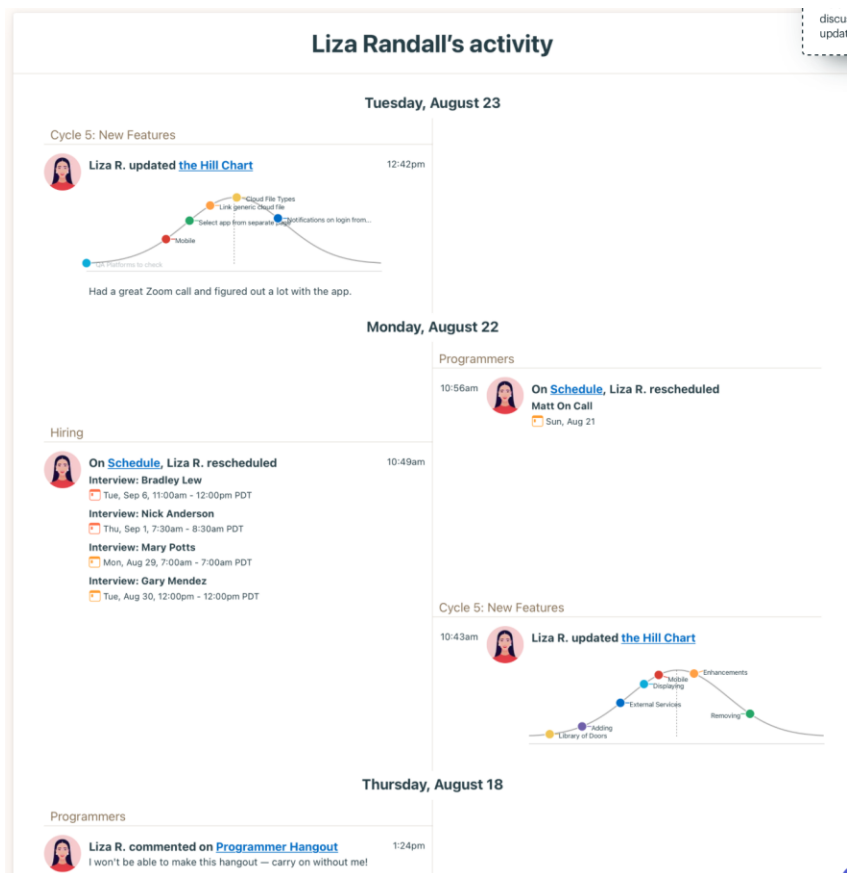 discu
updat
Liza Randall's activity
Tuesday, August 23
Cycle 5: New Features
Liza R. updated the Hill Chart 12:42pm
Cloud File Types
Link generic cloud file
Select app from separate page
Notifications on login from...
Mobile
QA Platforms to check
Had a great Zoom call and figured out a lot with the app.
Monday, August 22
Programmers
10:56am On Schedule, Liza R. rescheduled
Matt On Call
Sun, Aug 21
Hiring
On Schedule, Liza R. rescheduled 10:49am
Interview: Bradley Lew
Tue, Sep 6, 11:00am - 12:00pm PDT
Interview: Nick Anderson
Thu, Sep 1, 7:30am - 8:30am PDT
Interview: Mary Potts
Mon, Aug 29, 7:00am - 7:00am PDT
Interview: Gary Mendez
Tue, Aug 30, 12:00pm - 12:00pm PDT
Cycle 5: New Features
10:43am Liza R. updated the Hill Chart
Enhancements
Mobile
Displaying
External Services
Removing
Adding
Library of Doors
Thursday, August 18
Programmers
Liza R. commented on Programmer Hangout 1:24pm
I won't be able to make this hangout — carry on without me!